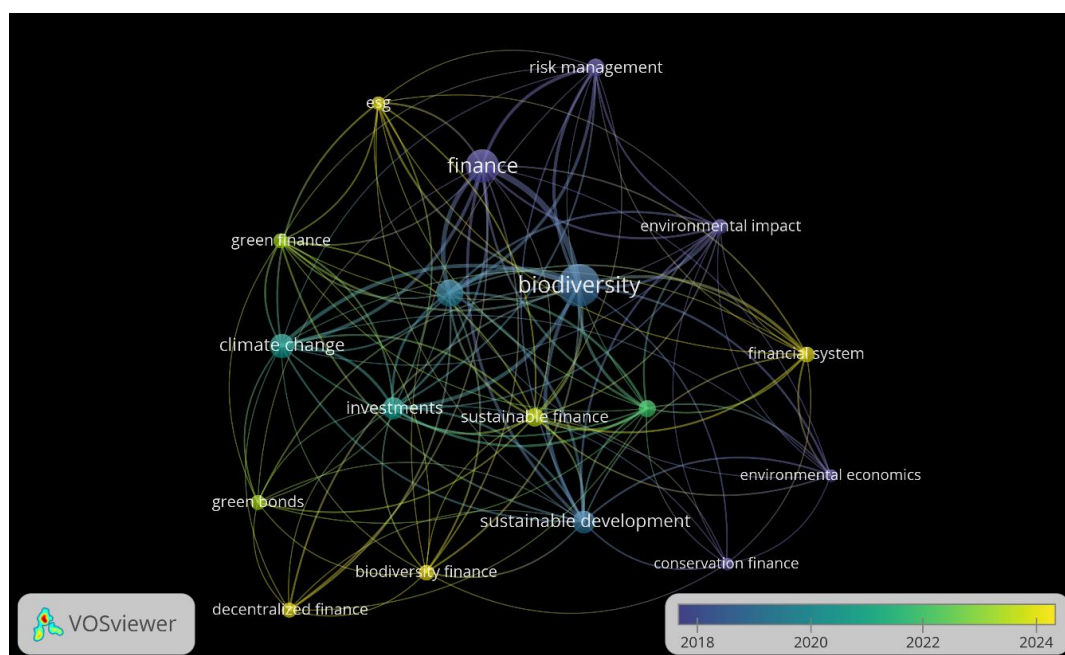 risk management
esg
finance
environmental impact
green finance
biodiversity
climate change
financial system
investments
sustainable finance
environmental economics
green bonds
sustainable development
conservation finance
biodiversity finance
decentralized finance
VOSviewer
2018 2020 2022 2024